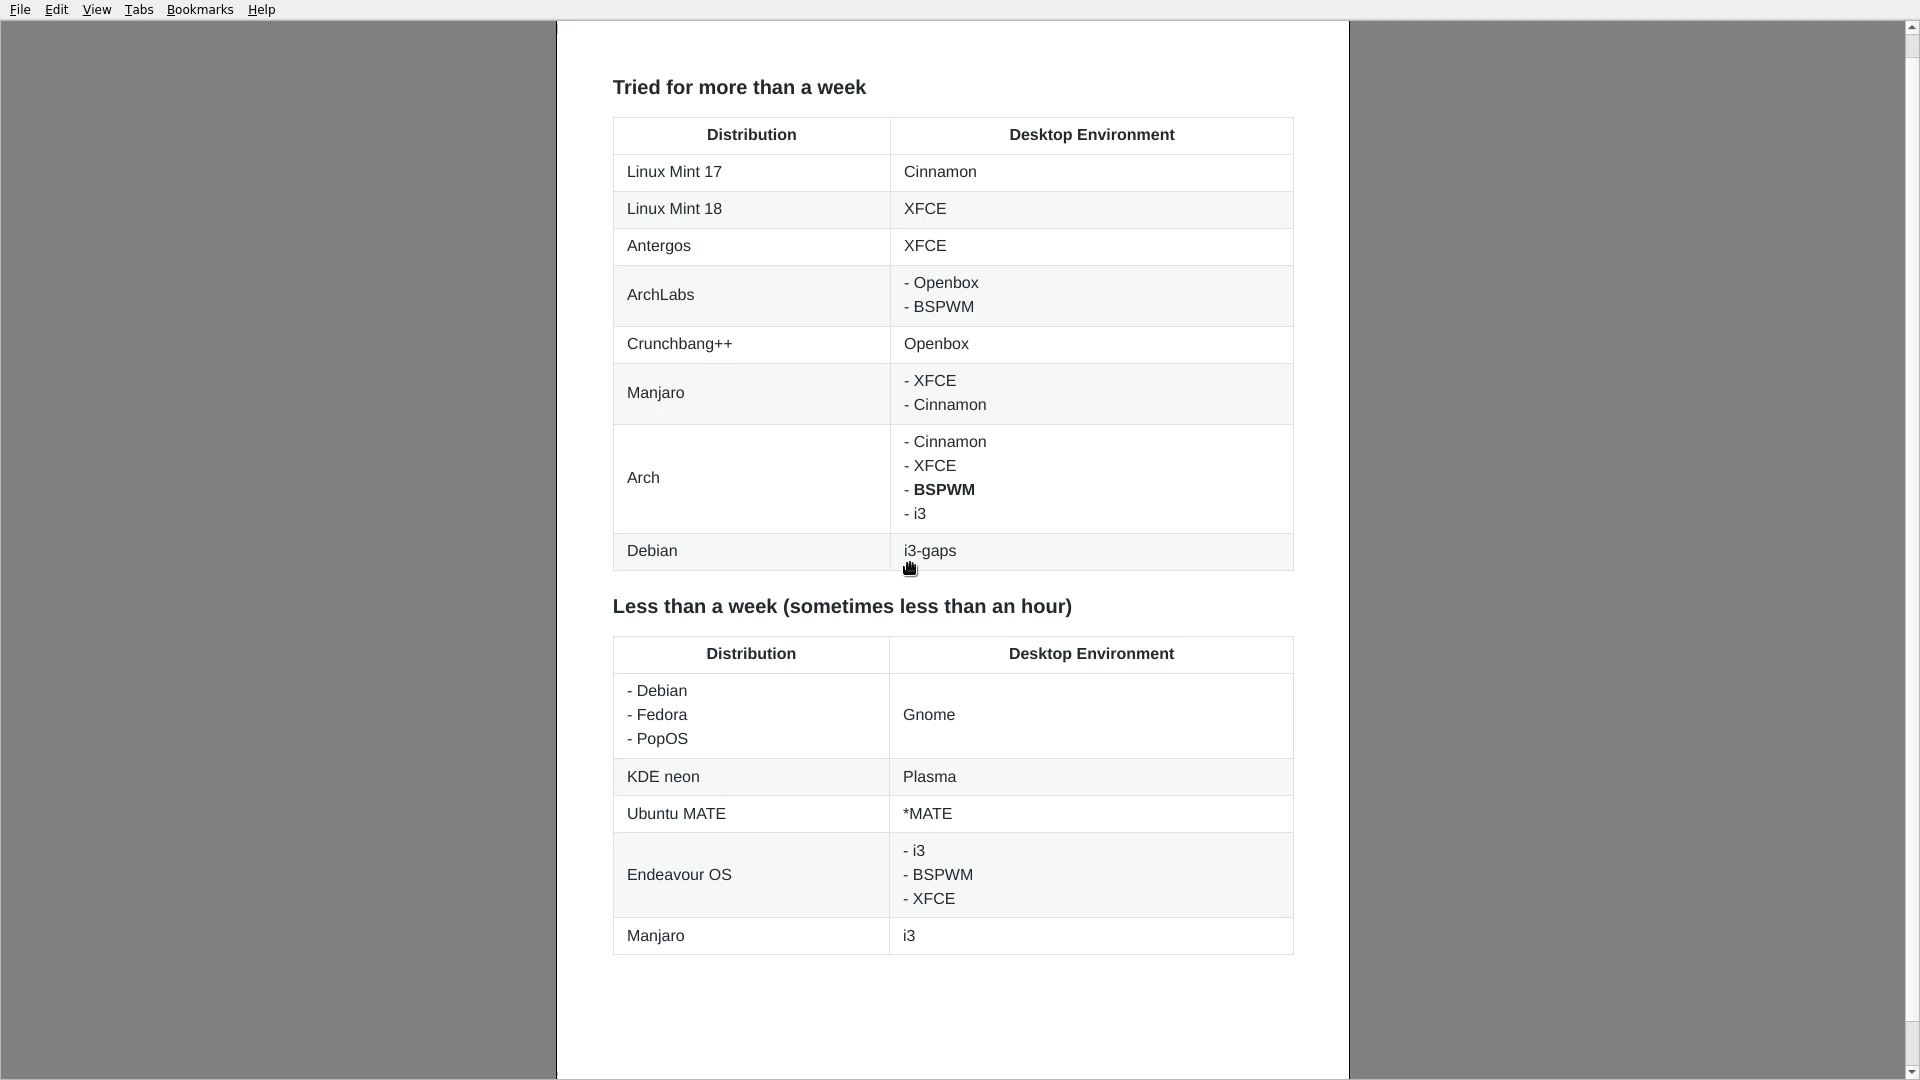 File Edit View Tabs Bookmarks Help
Tried for more than a week
Distribution Desktop Environment
Linux Mint 17 Cinnamon
Linux Mint 18 XFCE
Antergos XFCE
ArchLabs
- Openbox
- BSPWM
Crunchbang++ Openbox
Manjaro
- XFCE
- Cinnamon
Arch
- Cinnamon
- XFCE
- BSPWM
- i3
Debian i3-gaps
Less than a week (sometimes less than an hour)
Distribution Desktop Environment
- Debian
- Fedora
- PopOS
Gnome
KDE neon Plasma
Ubuntu MATE *MATE
Endeavour OS
- i3
- BSPWM
- XFCE
Manjaro i3